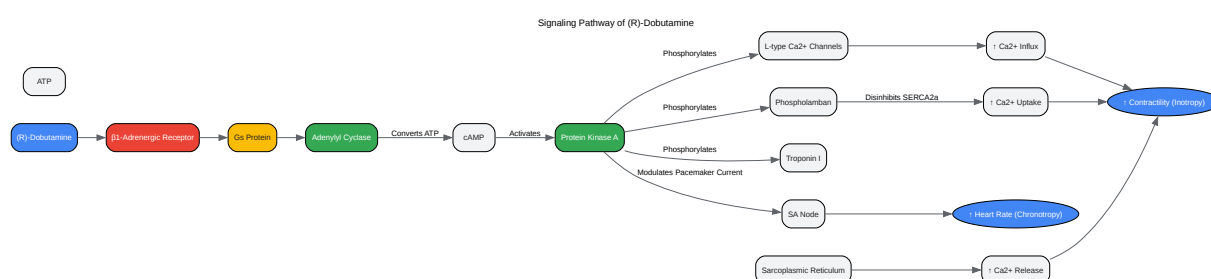 Signaling Pathway of (R)-Dobutamine
L-type Ca2+ Channels
↑ Ca2+ Influx
Phosphorylates
ATP
Phospholamban
Disinhibits SERCA2a
↑ Ca2+ Uptake
↑ Contractility (Inotropy)
Phosphorylates
(R)-Dobutamine
β1-Adrenergic Receptor
Gs Protein
Adenylyl Cyclase
Converts ATP
cAMP
Activates
Protein Kinase A
Phosphorylates
Troponin I
Modulates Pacemaker Current
SA Node
↑ Heart Rate (Chronotropy)
Sarcoplasmic Reticulum
↑ Ca2+ Release